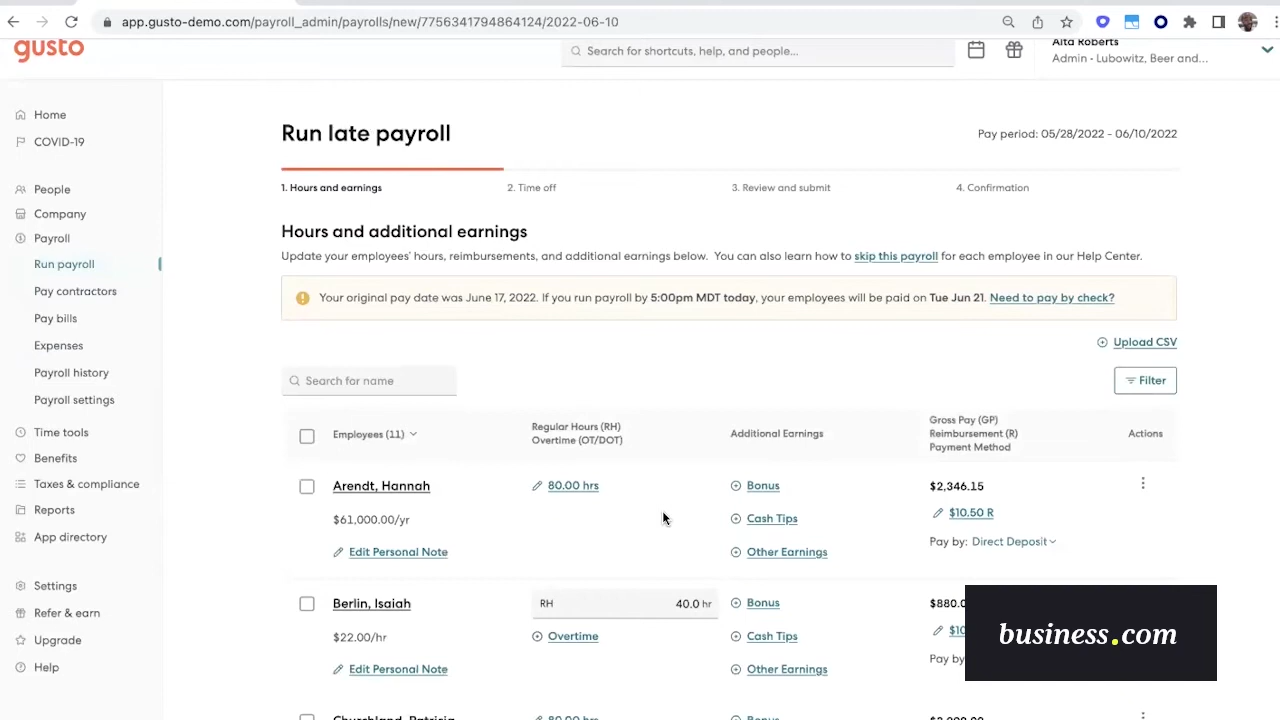 app.gusto-demo.com/payroll_admin/payrolls/new/7756341794864124/2022-06-10
gusto
Search for shortcuts, help, and people...
Alta Roberts
Admin - Lubowitz, Beer and...
Home
COVID-19
People
Company
Payroll
Run payroll
Pay contractors
Pay bills
Expenses
Payroll history
Payroll settings
Time tools
Benefits
Taxes & compliance
Reports
App directory
Settings
Refer & earn
Upgrade
Help
Run late payroll
Pay period: 05/28/2022 - 06/10/2022
1. Hours and earnings
2. Time off
3. Review and submit
4. Confirmation
Hours and additional earnings
Update your employees' hours, reimbursements, and additional earnings below. You can also learn how to skip this payroll for each employee in our Help Center.
Your original pay date was June 17, 2022. If you run payroll by 5:00pm MDT today, your employees will be paid on Tue Jun 21. Need to pay by check?
Upload CSV
Search for name
Filter
Employees (11)
Regular Hours (RH)
Overtime (OT/DOT)
Additional Earnings
Gross Pay (GP)
Reimbursement (R)
Payment Method
Actions
Arendt, Hannah
80.00 hrs
Bonus
$2,346.15
$61,000.00/yr
Cash Tips
$10.50 R
Edit Personal Note
Other Earnings
Pay by: Direct Deposit
Berlin, Isaiah
RH 40.0 hr
Bonus
$880.0
$22.00/hr
Overtime
Cash Tips
$10
Edit Personal Note
Other Earnings
Pay by
business.com